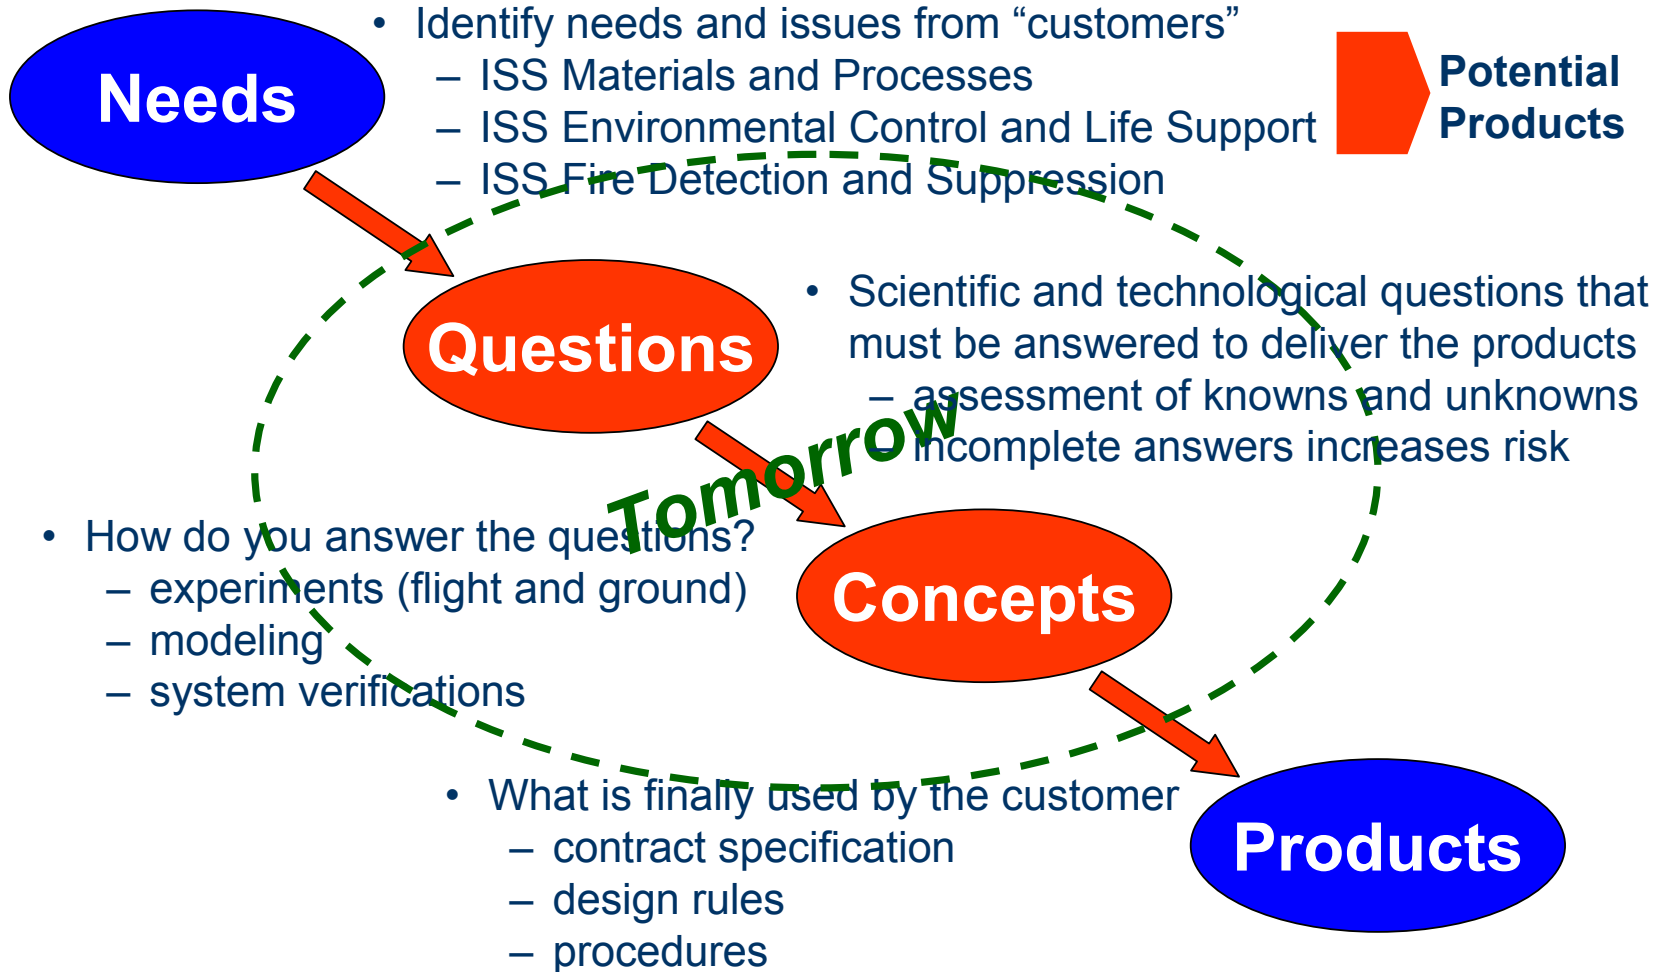 Needs
• Identify needs and issues from “customers”
– ISS Materials and Processes
– ISS Environmental Control and Life Support
– ISS Fire Detection and Suppression
Potential
Products
Questions
• Scientific and technological questions that
must be answered to deliver the products
– assessment of knowns and unknowns
– incomplete answers increases risk
Tomorrow
• How do you answer the questions?
– experiments (flight and ground)
– modeling
– system verifications
Concepts
• What is finally used by the customer
– contract specification
– design rules
– procedures
Products